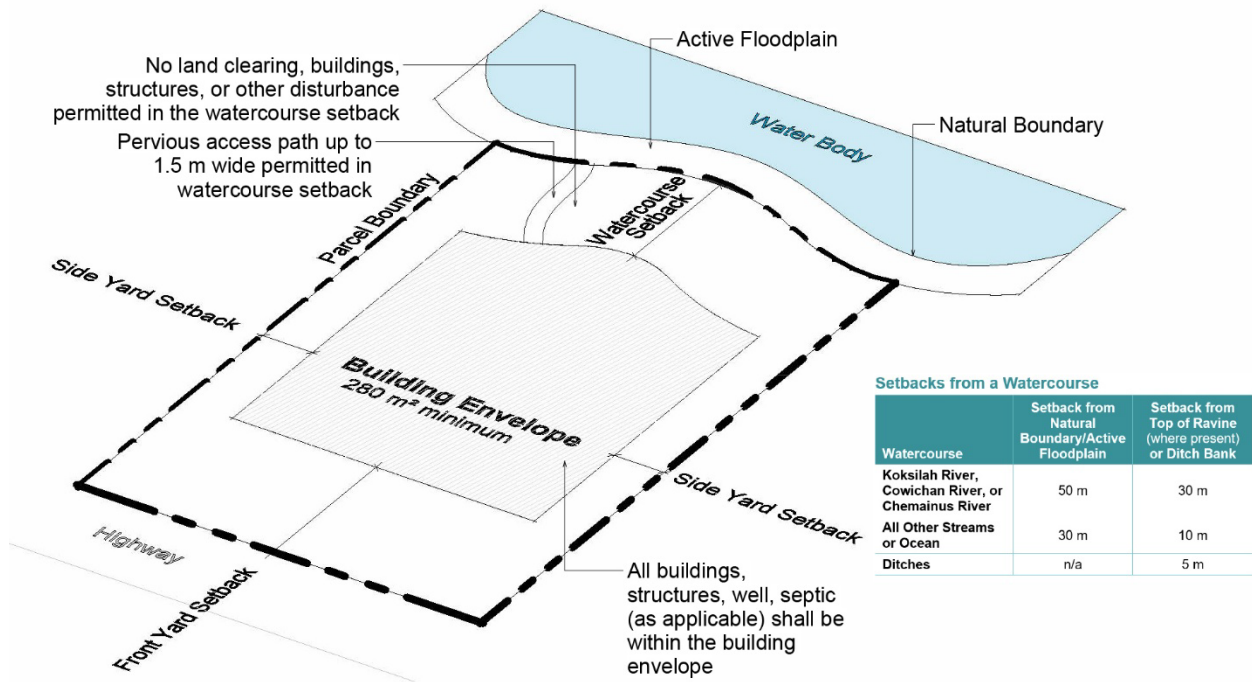 Active Floodplain
No land clearing, buildings,
structures, or other disturbance
permitted in the watercourse setback
Natural Boundary
Water Body
Pervious access path up to
1.5 m wide permitted in
watercourse setback
Parcel Boundary
Watercourse
Setback
Side Yard Setback
Building Envelope
280 m² minimum
Side Yard Setback
Highway
Front Yard Setback
All buildings,
structures, well, septic
(as applicable) shall be
within the building
envelope
Setbacks from a Watercourse
Watercourse
Setback from
Natural
Boundary/Active
Floodplain
Setback from
Top of Ravine
(where present)
or Ditch Bank
Koksilah River,
Cowichan River, or
Chemainus River
50 m
30 m
All Other Streams
or Ocean
30 m
10 m
Ditches
n/a
5 m